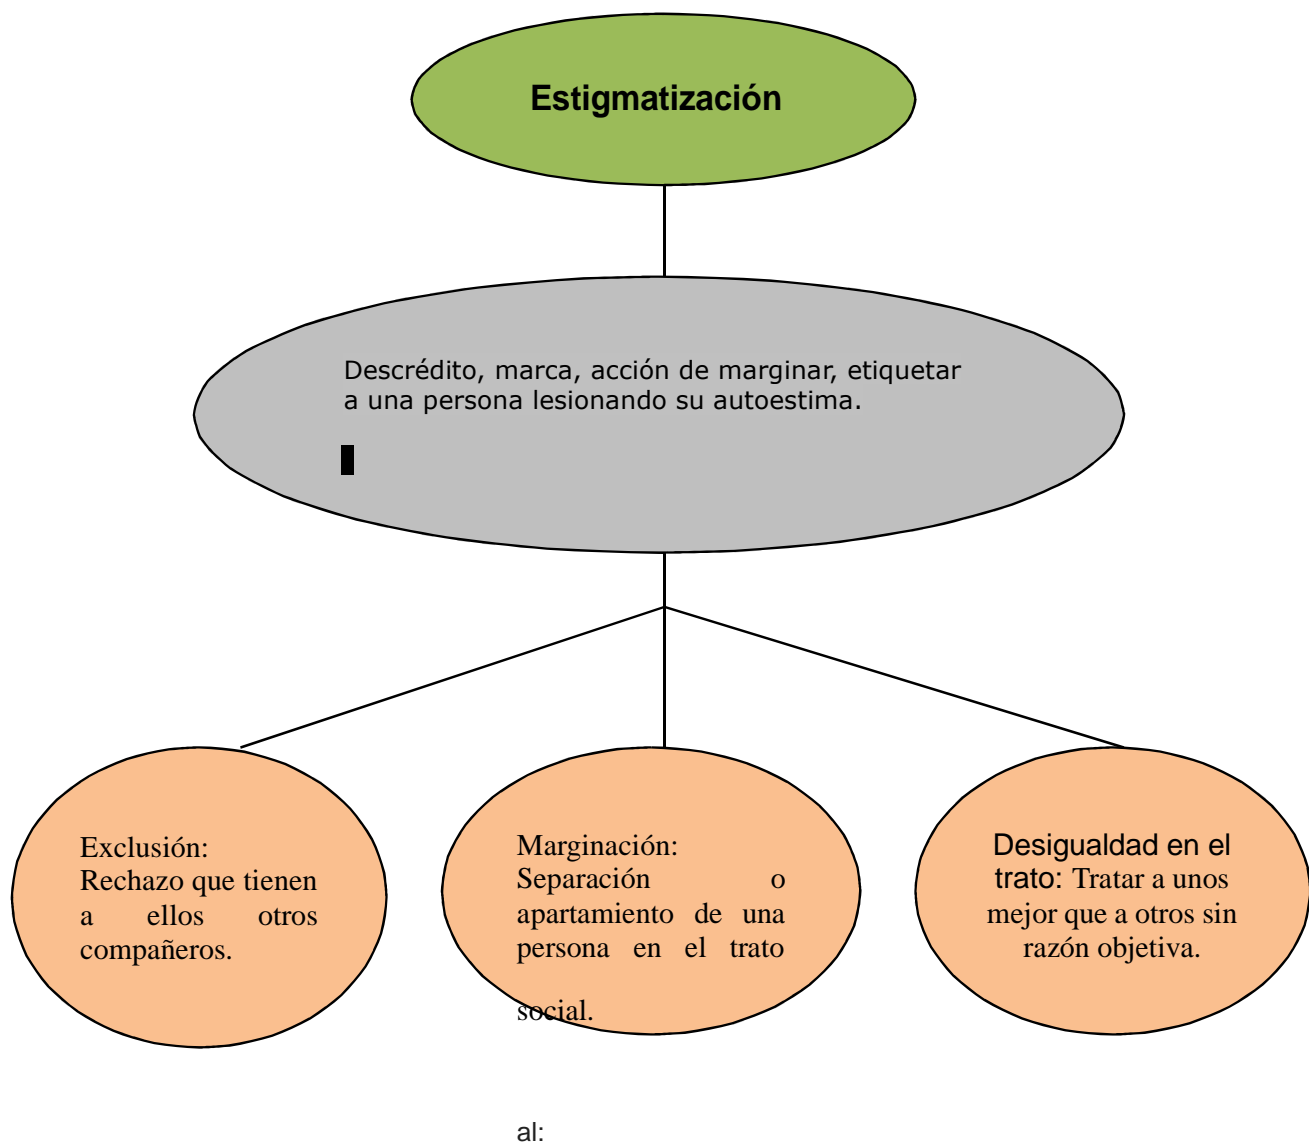 Estigmatización
Descrédito, marca, acción de marginar, etiquetar
a una persona lesionando su autoestima.
Exclusión:
Rechazo que tienen
a ellos otros
compañeros.
Marginación:
Separación o
apartamiento de una
persona en el trato
social.
Desigualdad en el
trato: Tratar a unos
mejor que a otros sin
razón objetiva.
al: